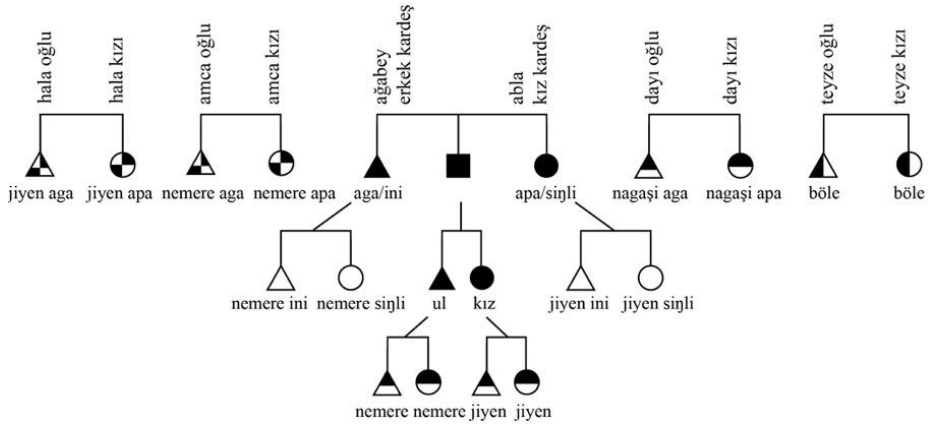 hala oğlu
hala kızı
amca oğlu
amca kızı
ağabey
erkek kardeş
abla
kız kardeş
dayı oğlu
dayı kızı
teyze oğlu
teyze kızı
jiyen aga
jiyen apa
nemere aga
nemere apa
aga/ini
apa/siŋli
nagaşi aga
nagaşi apa
böle
böle
nemere ini
nemere siŋli
ul
kız
jiyen ini
jiyen siŋli
nemere
nemere
jiyen
jiyen